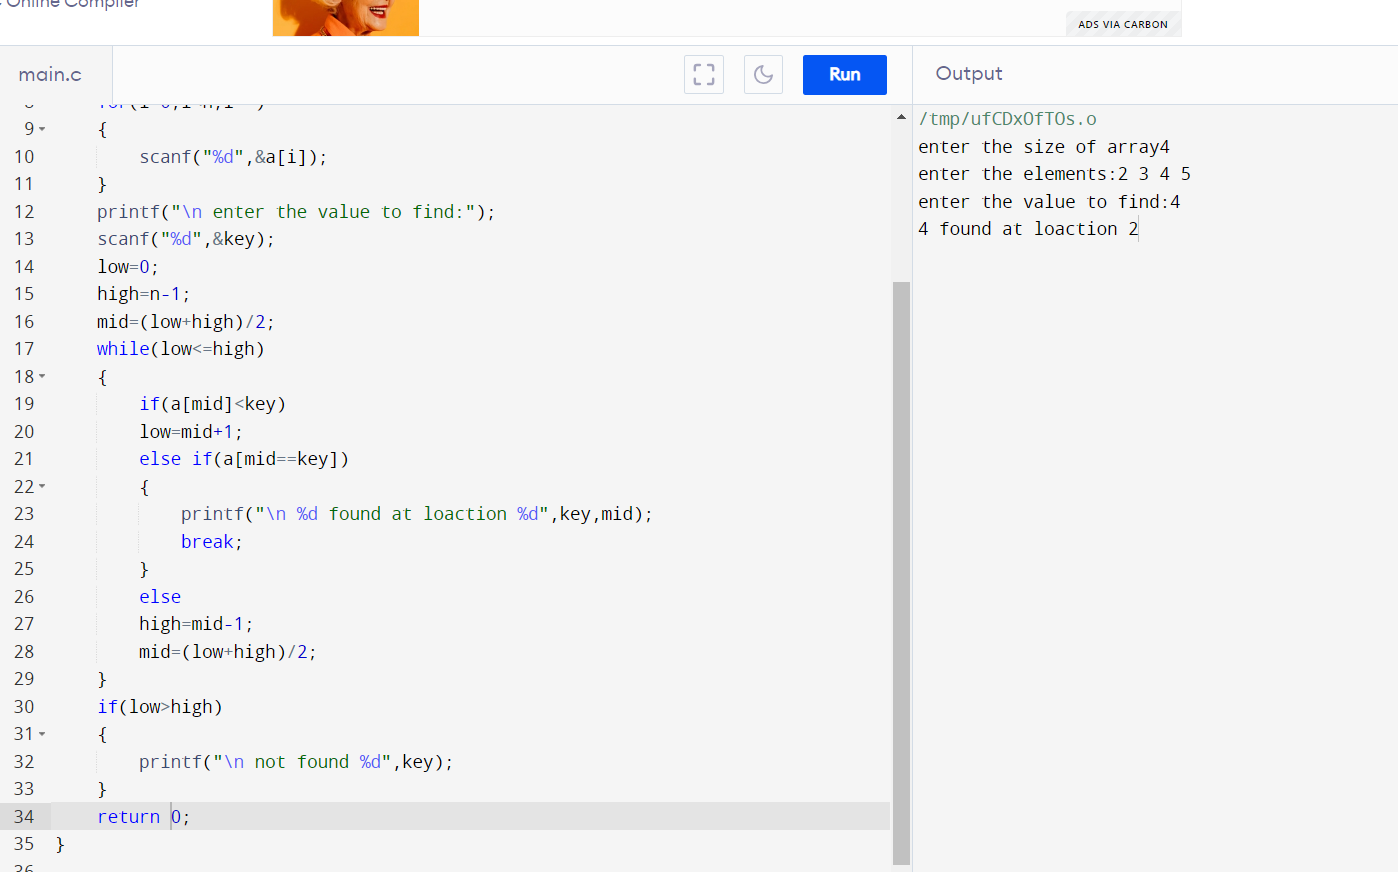 Online Compiler
ADS VIA CARBON
main.c
Run
Output
9
{
10
scanf("%d",&a[i]);
11
}
12
printf("\n enter the value to find:");
13
scanf("%d",&key);
14
low=0;
15
high=n-1;
16
mid=(low+high)/2;
17
while(low<=high)
18
{
19
if(a[mid]<key)
20
low=mid+1;
21
else if(a[mid==key])
22
{
23
printf("\n %d found at loaction %d",key,mid);
24
break;
25
}
26
else
27
high=mid-1;
28
mid=(low+high)/2;
29
}
30
if(low>high)
31
{
32
printf("\n not found %d",key);
33
}
34
return 0;
35
}
/tmp/ufCDxOfTOs.o
enter the size of array4
enter the elements:2 3 4 5
enter the value to find:4
4 found at loaction 2